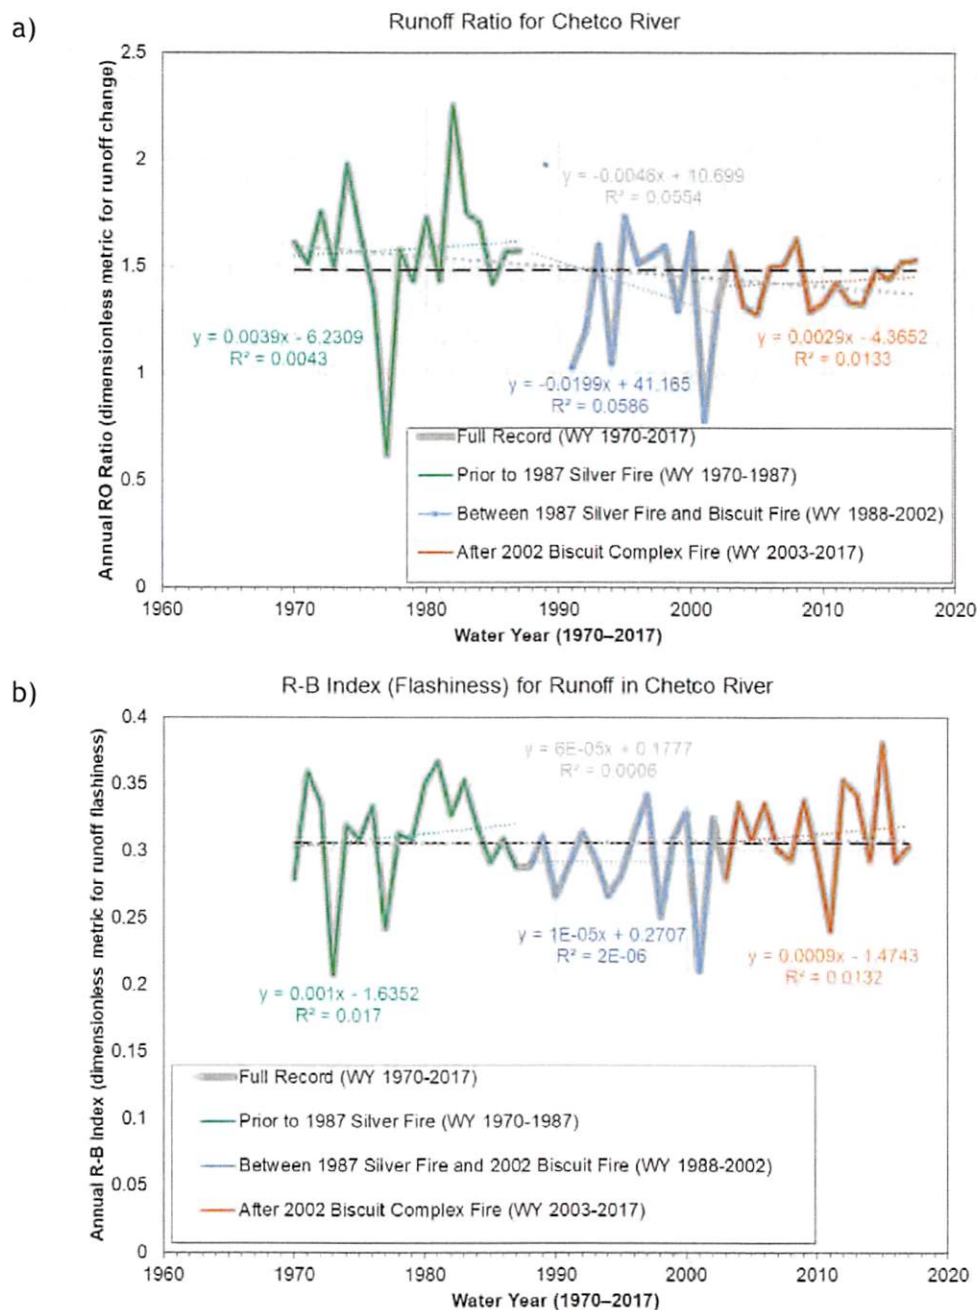 a)
Runoff Ratio for Chetco River
Annual RO Ratio (dimensionless metric for runoff change)
2.5
2
1.5
1
0.5
0
y = -0.0046x + 10.699
R² = 0.0554
y = 0.0039x - 6.2309
R² = 0.0043
y = 0.0029x - 4.3652
R² = 0.0133
y = -0.0199x + 41.165
R² = 0.0586
Full Record (WY 1970-2017)
Prior to 1987 Silver Fire (WY 1970-1987)
Between 1987 Silver Fire and Biscuit Fire (WY 1988-2002)
After 2002 Biscuit Complex Fire (WY 2003-2017)
1960 1970 1980 1990 2000 2010 2020
Water Year (1970–2017)
b)
R-B Index (Flashiness) for Runoff in Chetco River
Annual R-B Index (dimensionless metric for runoff flashiness)
0.4
0.35
0.3
0.25
0.2
0.15
0.1
0.05
0
y = 6E-05x + 0.1777
R² = 0.0006
y = 1E-05x + 0.2707
R² = 2E-06
y = 0.0009x - 1.4743
R² = 0.0132
y = 0.001x - 1.6352
R² = 0.017
Full Record (WY 1970-2017)
Prior to 1987 Silver Fire (WY 1970-1987)
Between 1987 Silver Fire and 2002 Biscuit Fire (WY 1988-2002)
After 2002 Biscuit Complex Fire (WY 2003-2017)
1960 1970 1980 1990 2000 2010 2020
Water Year (1970–2017)